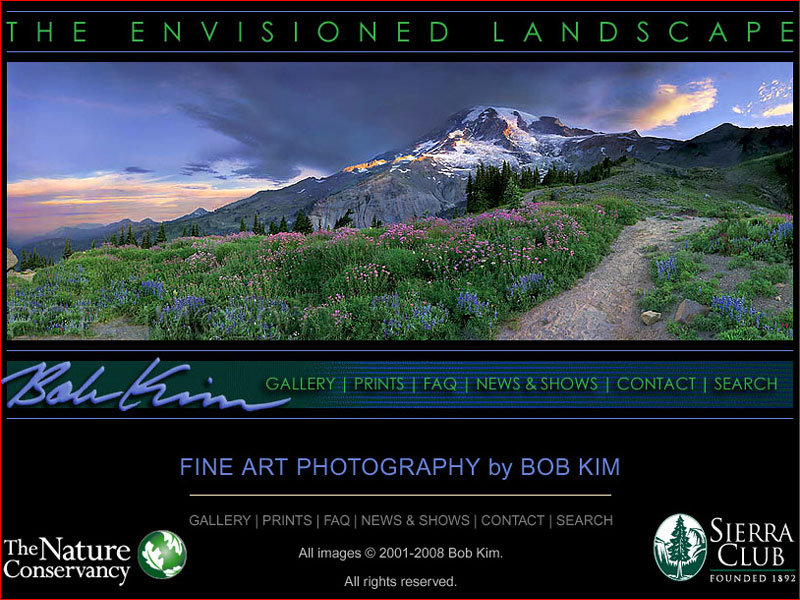 THE ENVISIONED LANDSCAPE
Bob Kim
GALLERY | PRINTS | FAQ | NEWS & SHOWS | CONTACT | SEARCH
FINE ART PHOTOGRAPHY by BOB KIM
GALLERY | PRINTS | FAQ | NEWS & SHOWS | CONTACT | SEARCH
The Nature
Conservancy
All images © 2001-2008 Bob Kim.
All rights reserved.
SIERRA
CLUB
FOUNDED 1892